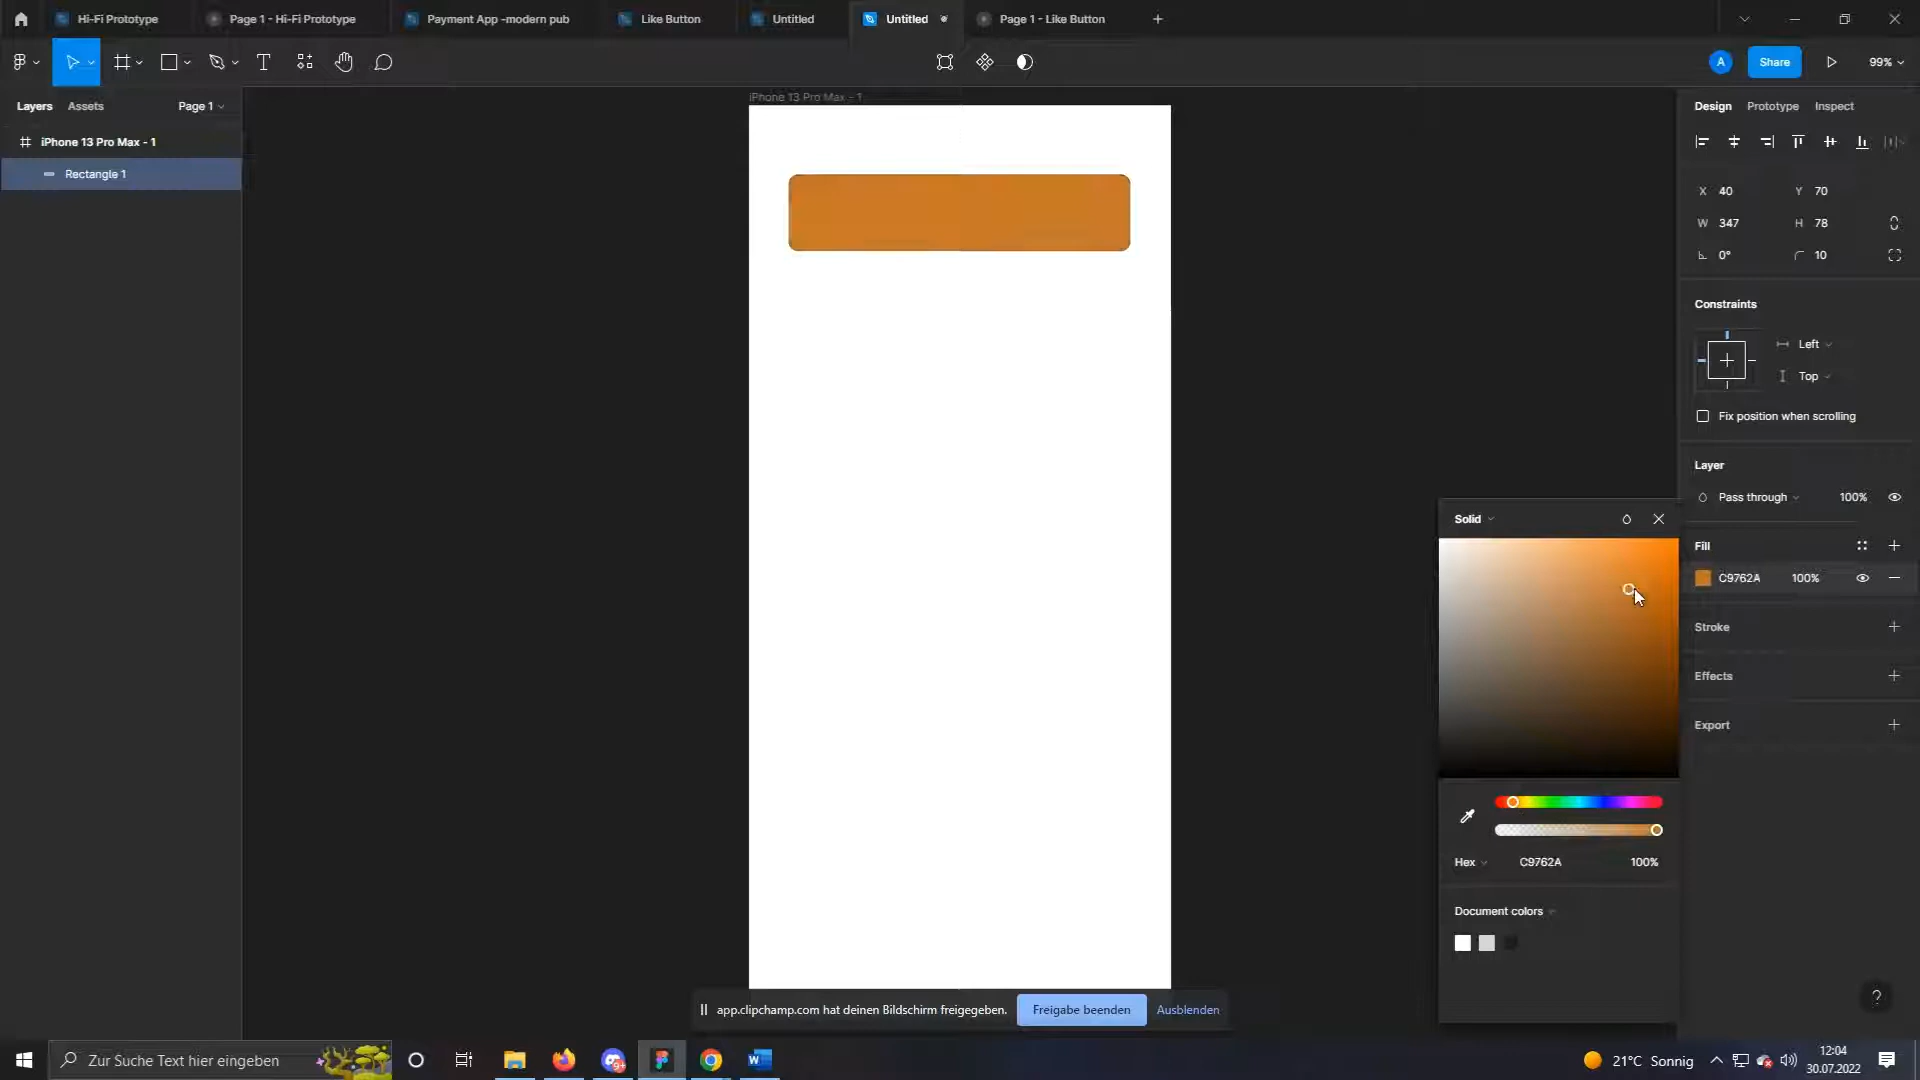 Hi-Fi Prototype
Page 1 - Hi-Fi Prototype
Payment App -modern pub
Like Button
Untitled
Untitled
Page 1 - Like Button
A
Share
99%
Layers
Assets
Page 1
iPhone 13 Pro Max - 1
Rectangle 1
iPhone 13 Pro Max - 1
Design
Prototype
Inspect
X 40
Y 70
W 347
H 78
0°
10
Constraints
Left
Top
Fix position when scrolling
Layer
Pass through
100%
Fill
C9762A
100%
Stroke
Effects
Export
Solid
Hex
C9762A
100%
Document colors
?
app.clipchamp.com hat deinen Bildschirm freigegeben.
Freigabe beenden
Ausblenden
Zur Suche Text hier eingeben
9+
21°C Sonnig
12:04
30.07.2022